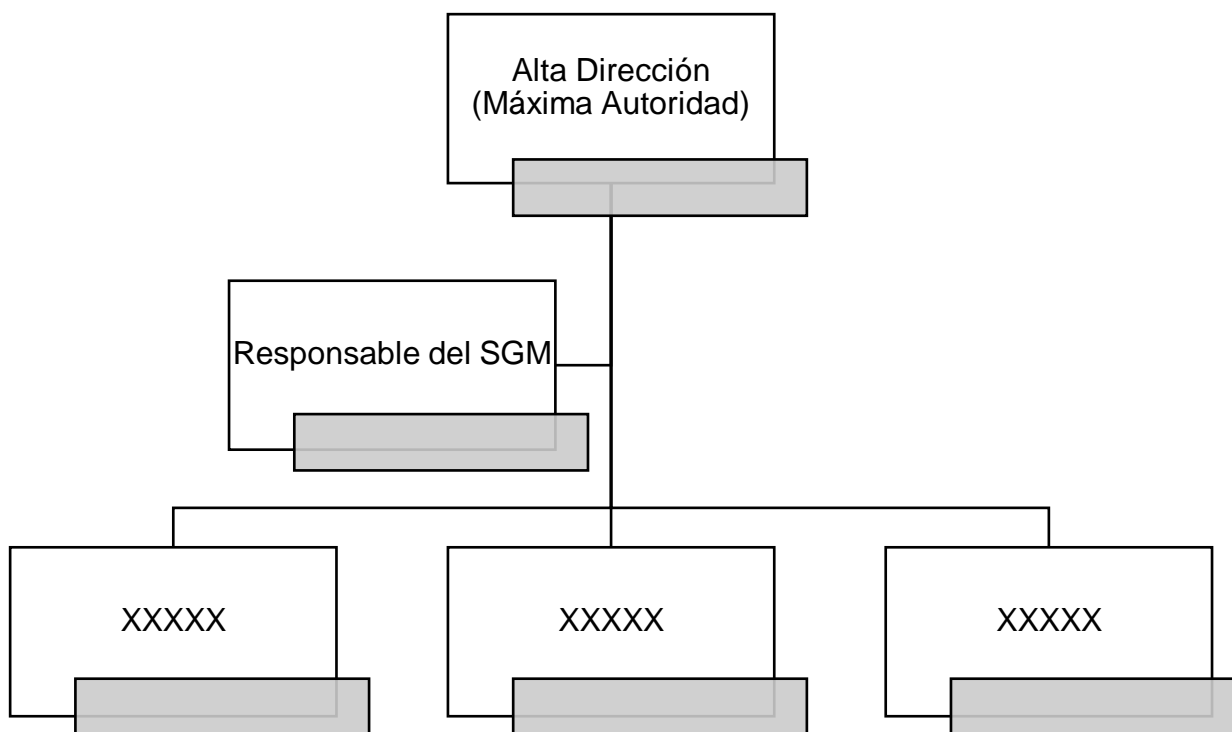 Alta Dirección
(Máxima Autoridad)
Responsable del SGM
XXXXX
XXXXX
XXXXX